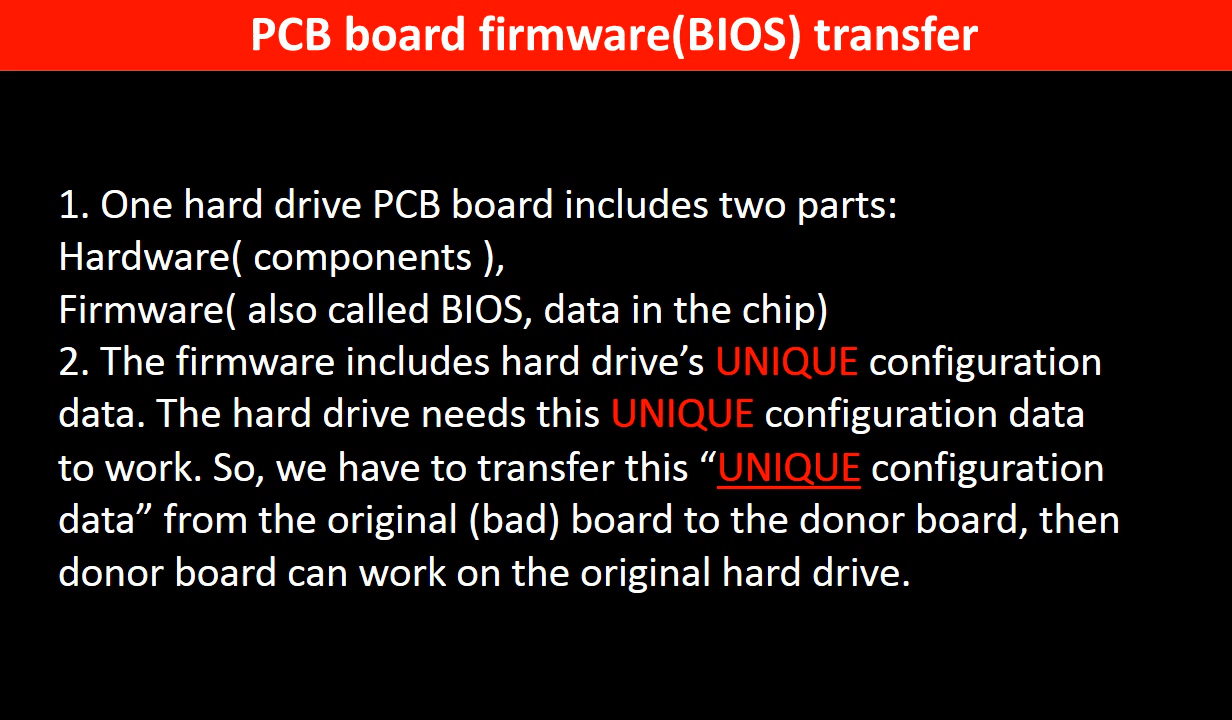 PCB board firmware(BIOS) transfer
1. One hard drive PCB board includes two parts:
Hardware( components ),
Firmware( also called BIOS, data in the chip)
2. The firmware includes hard drive’s UNIQUE configuration
data. The hard drive needs this UNIQUE configuration data
to work. So, we have to transfer this “UNIQUE configuration
data” from the original (bad) board to the donor board, then
donor board can work on the original hard drive.